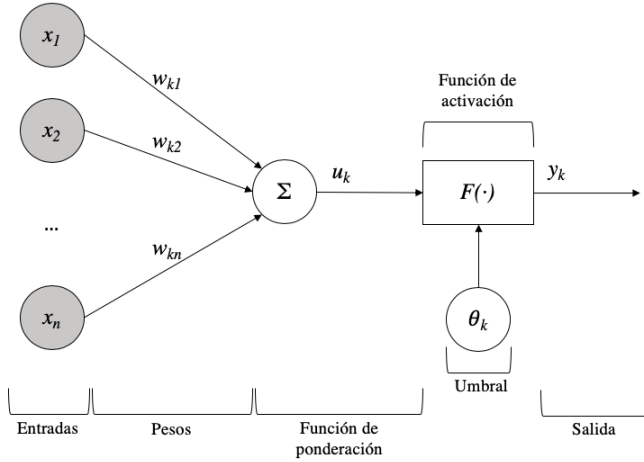 x1
wk1
Función de
activación
x2
wk2
uk
Σ
F(·)
yk
...
wkn
xn
θk
Umbral
Entradas
Pesos
Función de
ponderación
Salida